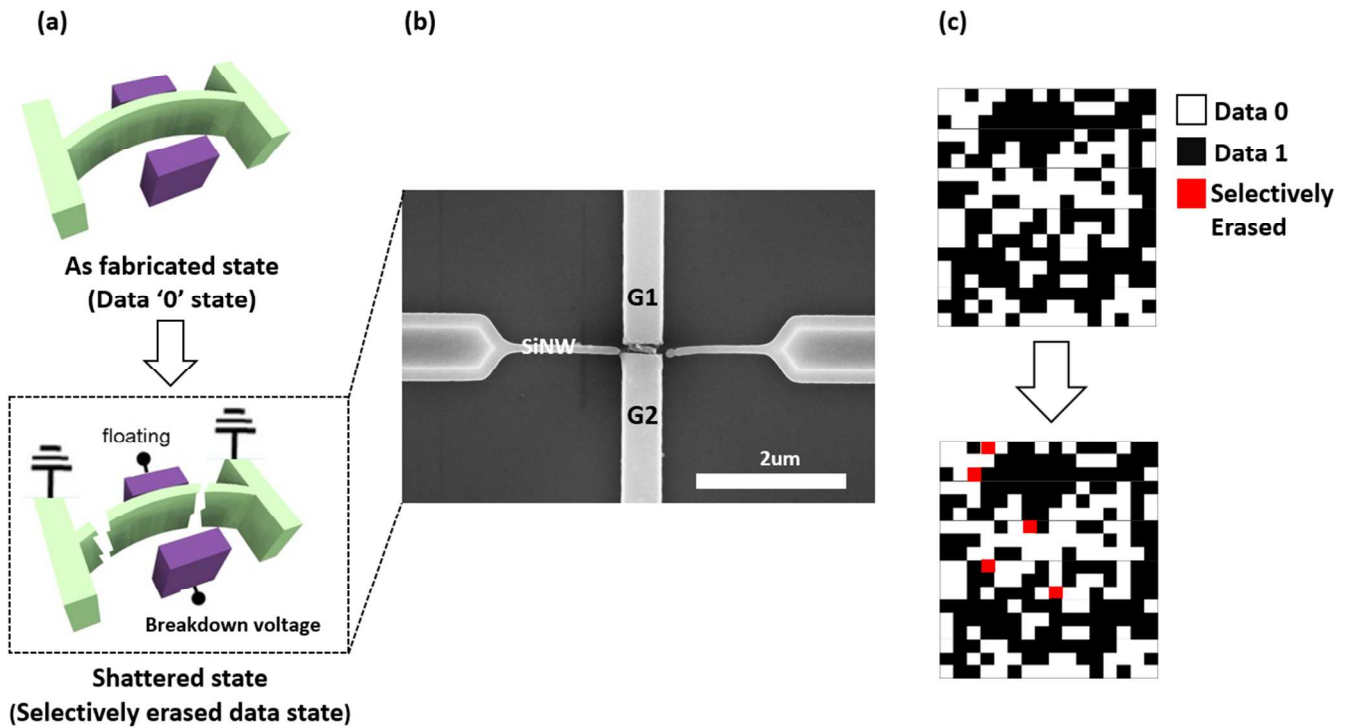 (a)
As fabricated state
(Data ‘0’ state)
floating
Breakdown voltage
Shattered state
(Selectively erased data state)
(b)
G1
SiNW
G2
2um
(c)
Data 0
Data 1
Selectively
Erased